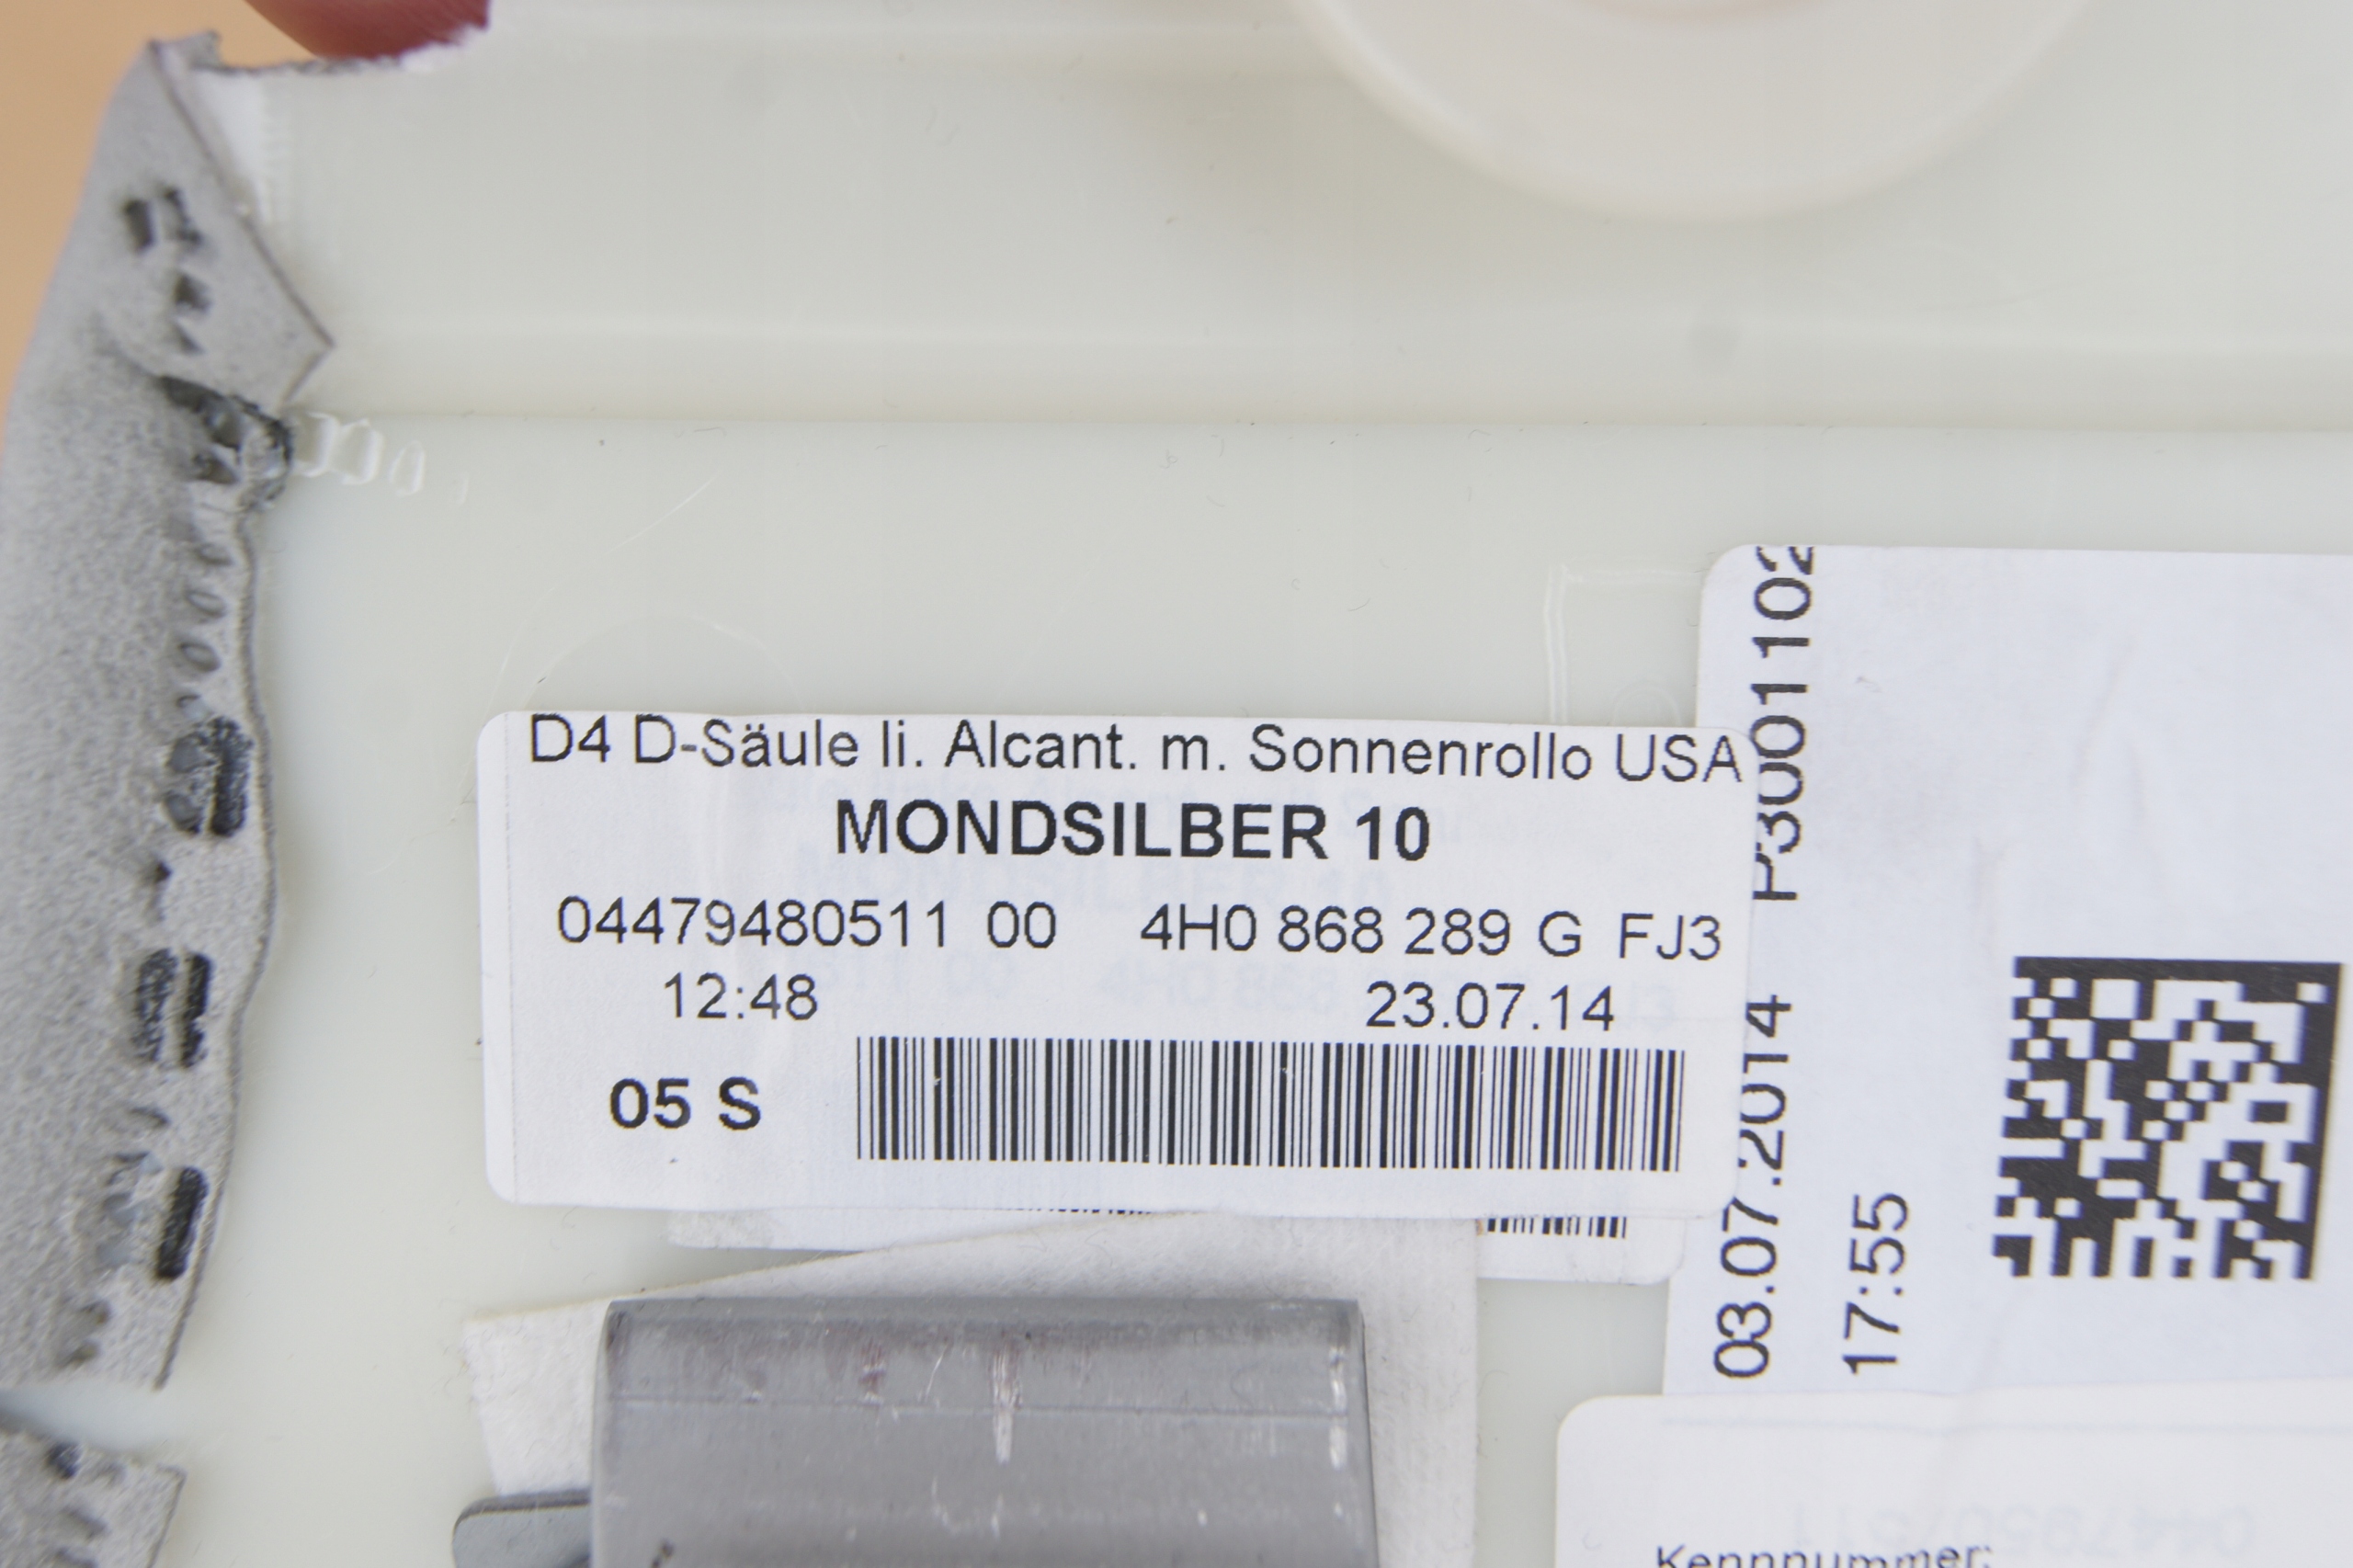 D4 D-Säule li. Alcant. m. Sonnenrollo USA
MONDSILBER 10
04479480511 00 4H0 868 289 G FJ3
12:48 23.07.14
05 S
P3001102
03.07.2014
17:55
Kennnummer: